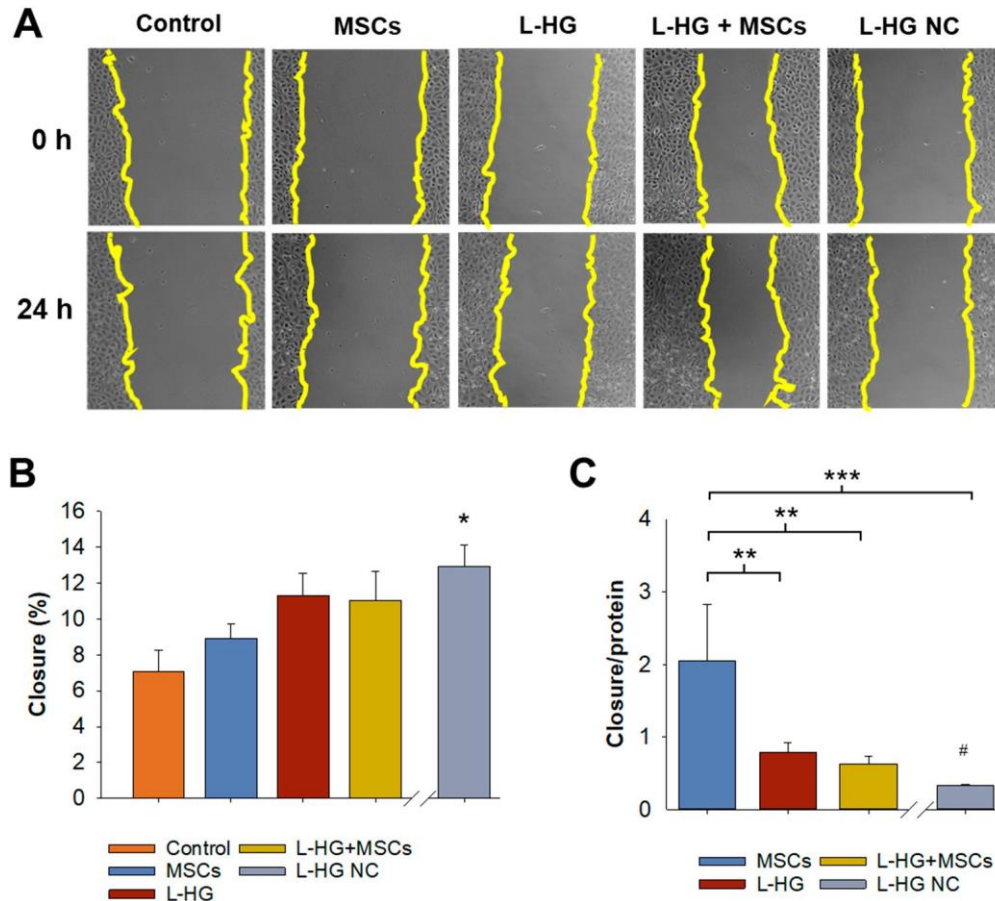 A
Control MSCs L-HG L-HG + MSCs L-HG NC
0 h
24 h
B
Closure (%)
16
14
12
10
8
6
4
2
0
*
Control
MSCs
L-HG
L-HG+MSCs
L-HG NC
C
Closure/protein
4
3
2
1
0
***
**
**
#
MSCs
L-HG
L-HG+MSCs
L-HG NC